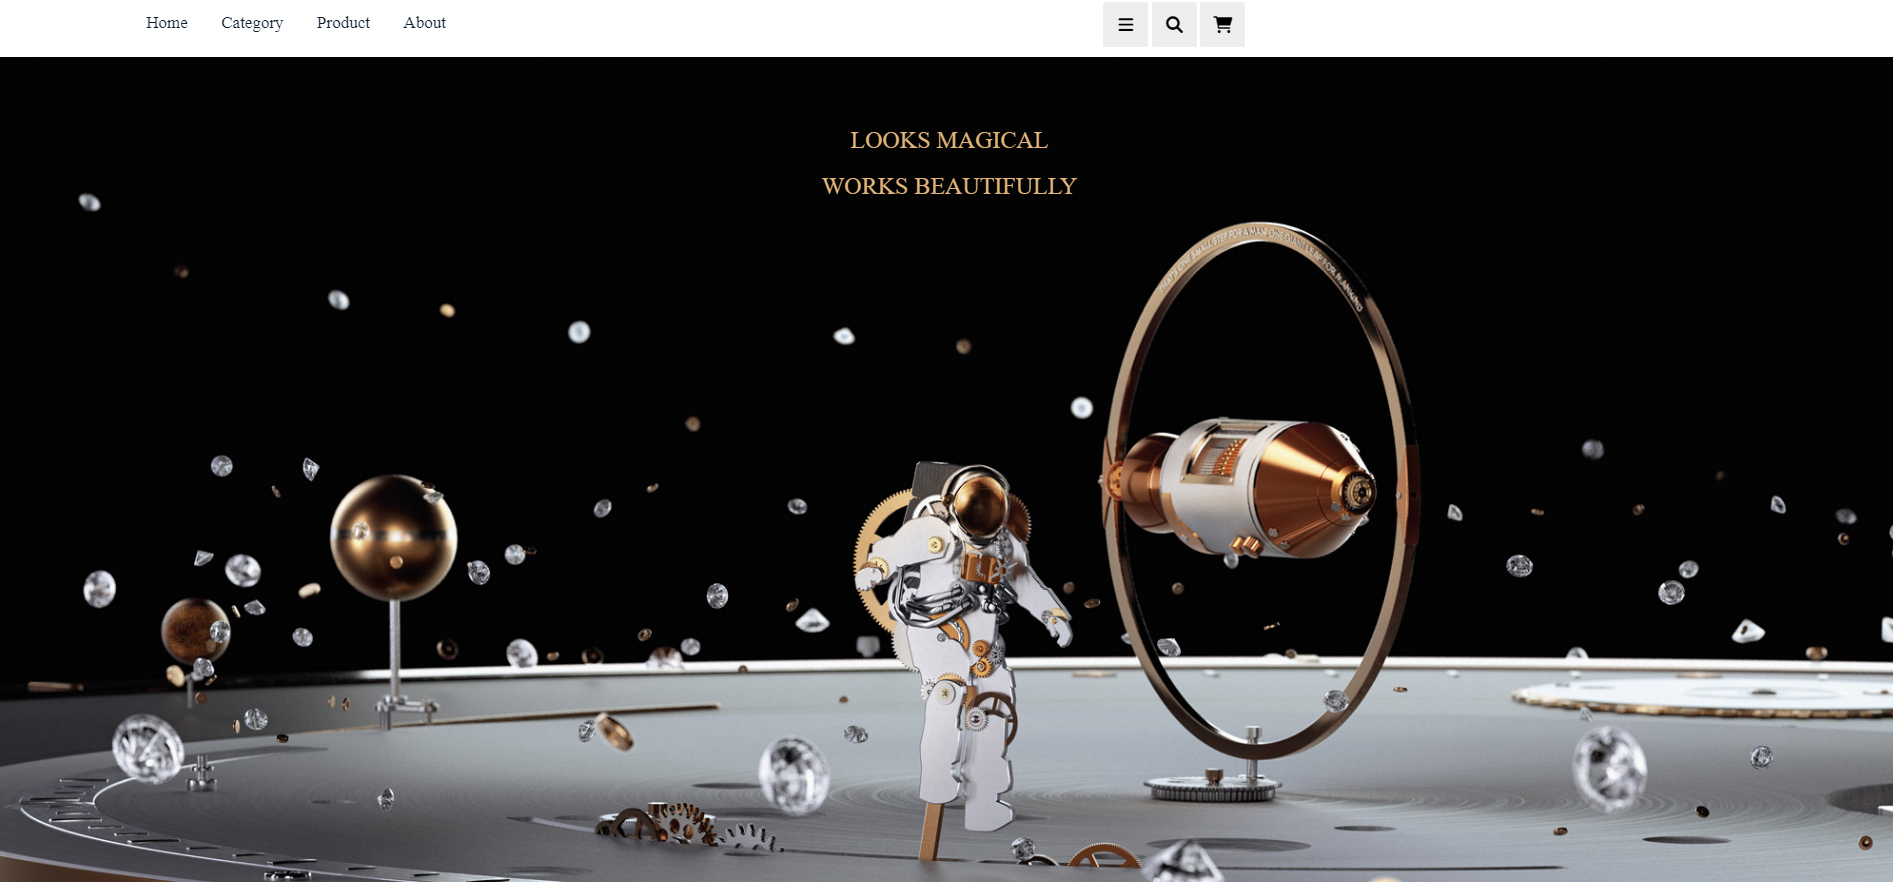 Home Category Product About
LOOKS MAGICAL
WORKS BEAUTIFULLY
THAT'S ONE SMALL STEP FOR A MAN, ONE GIANT LEAP FOR MANKIND